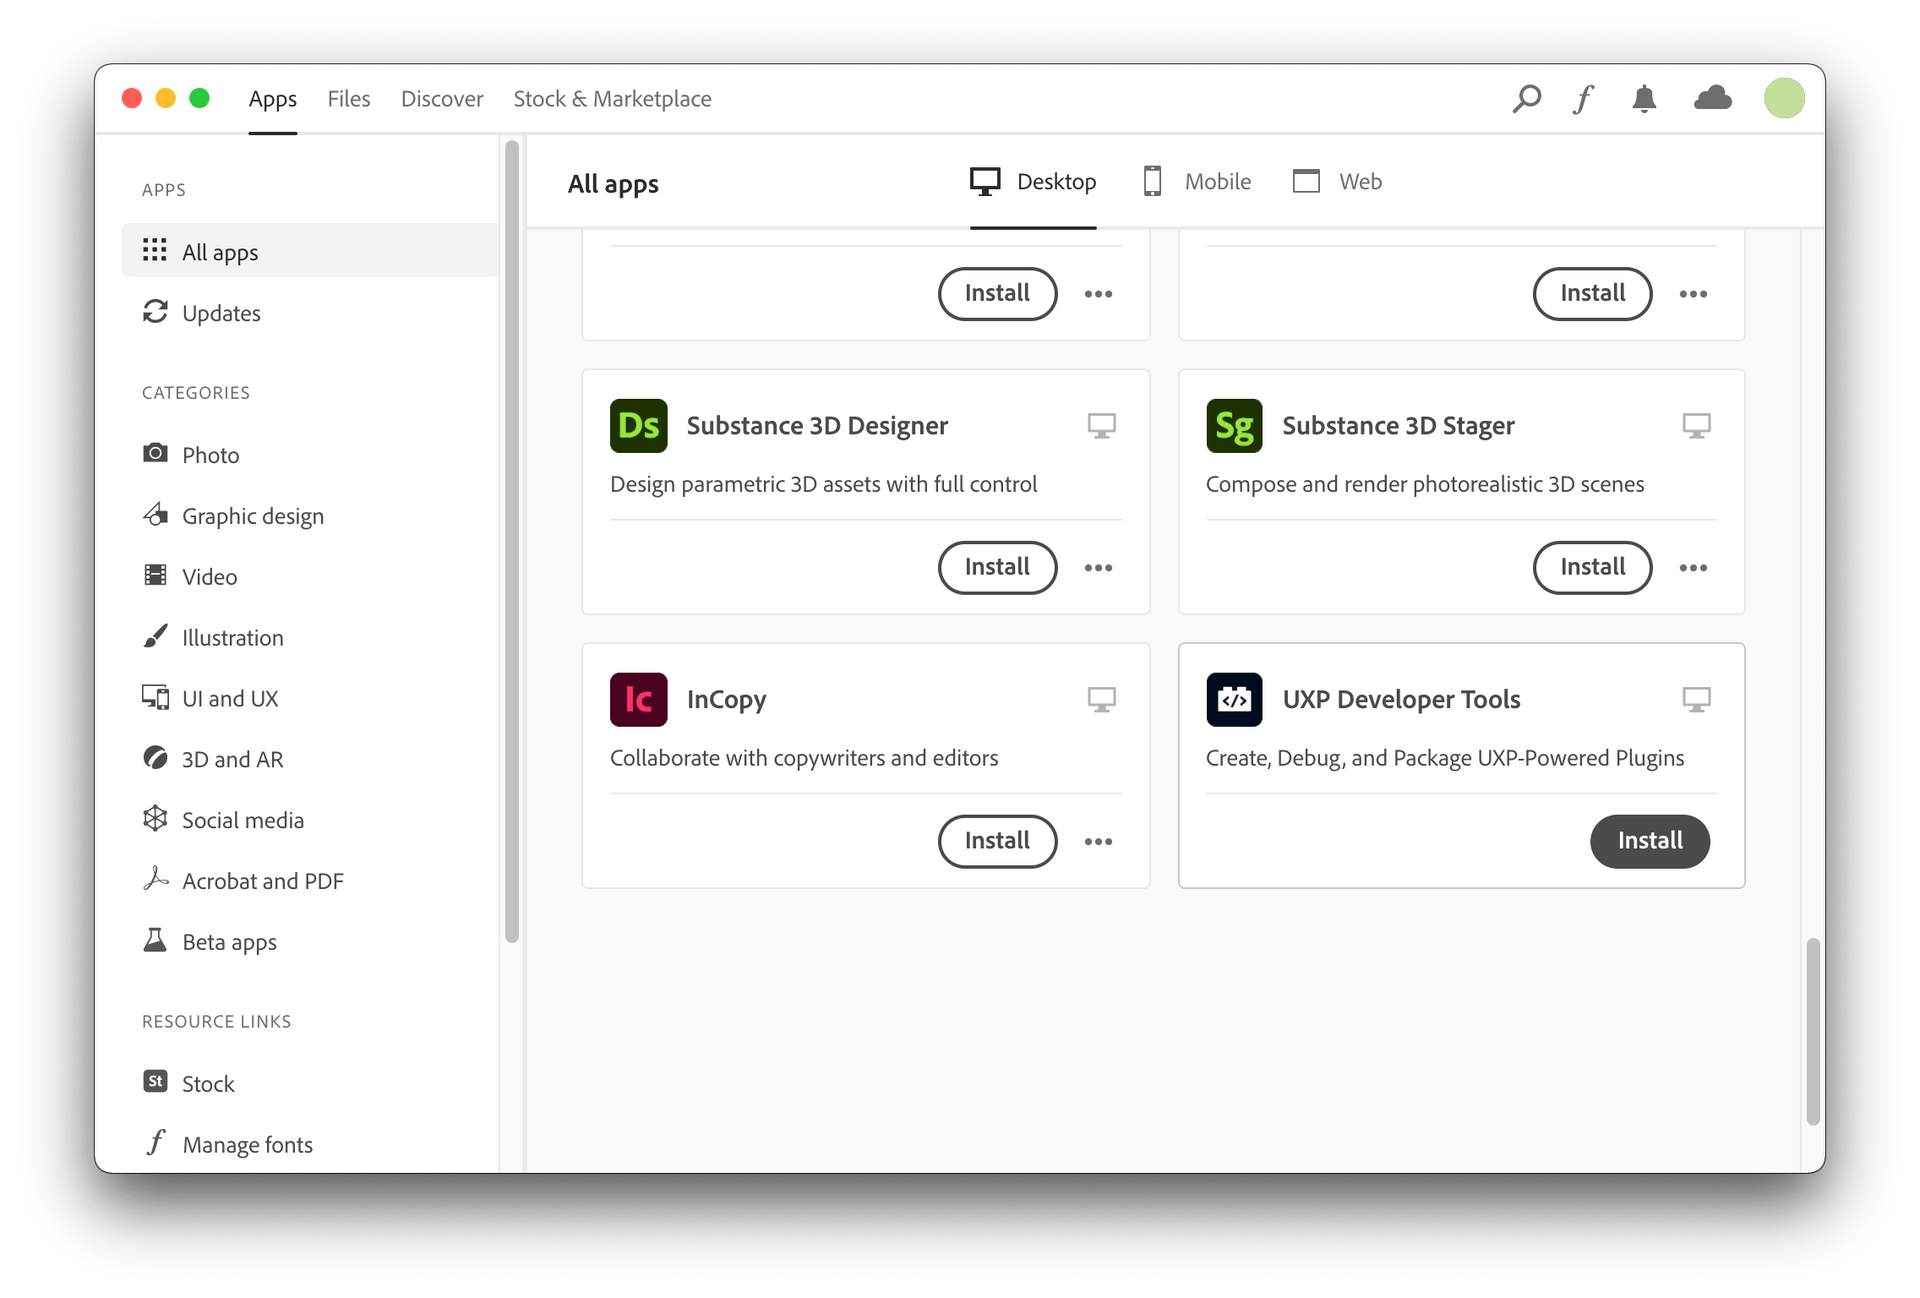 Apps Files Discover Stock & Marketplace
APPS
All apps
Updates
CATEGORIES
Photo
Graphic design
Video
Illustration
UI and UX
3D and AR
Social media
Acrobat and PDF
Beta apps
RESOURCE LINKS
St Stock
Manage fonts
All apps
Desktop Mobile Web
Install
Install
Ds Substance 3D Designer
Design parametric 3D assets with full control
Install
Sg Substance 3D Stager
Compose and render photorealistic 3D scenes
Install
Ic InCopy
Collaborate with copywriters and editors
Install
UXP Developer Tools
Create, Debug, and Package UXP-Powered Plugins
Install